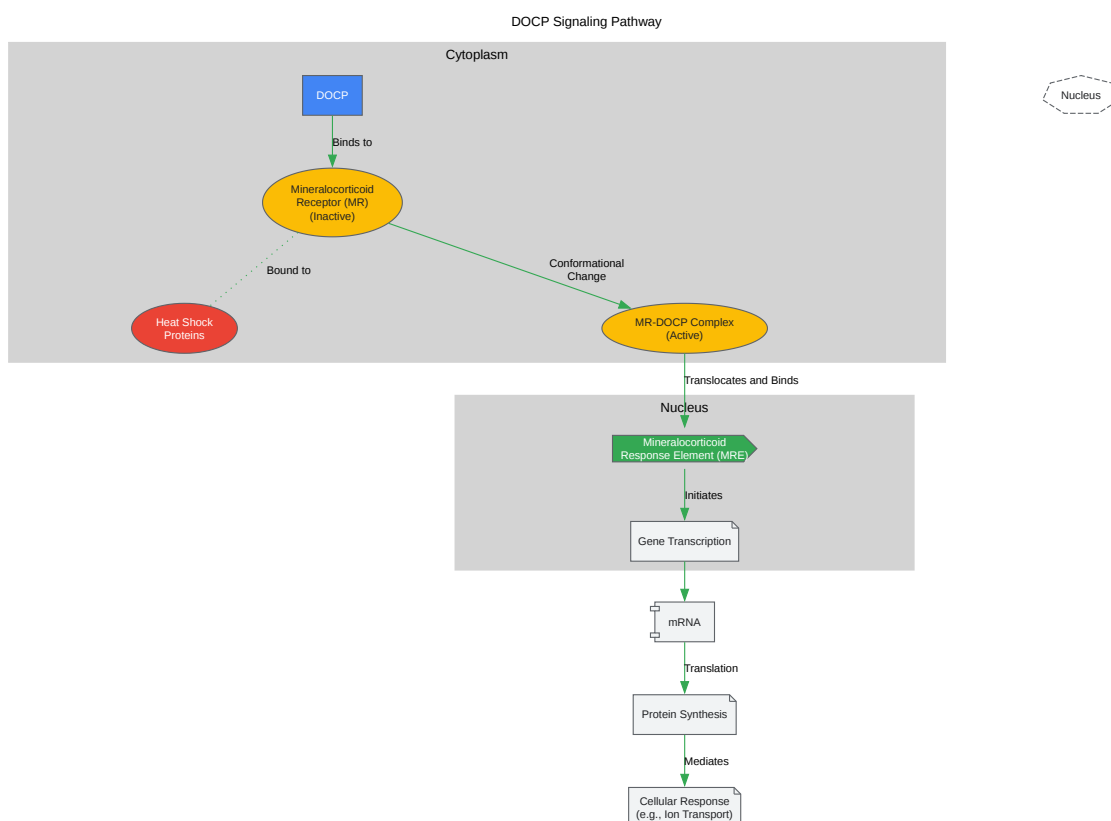 DOCP Signaling Pathway
Cytoplasm
DOCP
Nucleus
Binds to
Mineralocorticoid
Receptor (MR)
(Inactive)
Bound to
Conformational
Change
Heat Shock
Proteins
MR-DOCP Complex
(Active)
Translocates and Binds
Nucleus
Mineralocorticoid
Response Element (MRE)
Initiates
Gene Transcription
mRNA
Translation
Protein Synthesis
Mediates
Cellular Response
(e.g., Ion Transport)